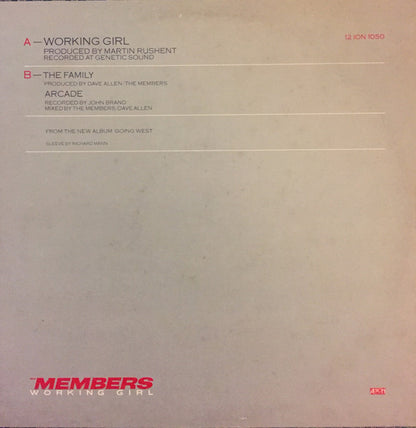 A — WORKING GIRL
PRODUCED BY MARTIN RUSHENT
RECORDED AT GENETIC SOUND
12 ION 1050
B — THE FAMILY
PRODUCED BY DAVE ALLEN/THE MEMBERS
ARCADE
RECORDED BY JOHN BRAND
MIXED BY THE MEMBERS/DAVE ALLEN
FROM THE NEW ALBUM GOING WEST
SLEEVE BY RICHARD MANN
THE MEMBERS
WORKING GIRL